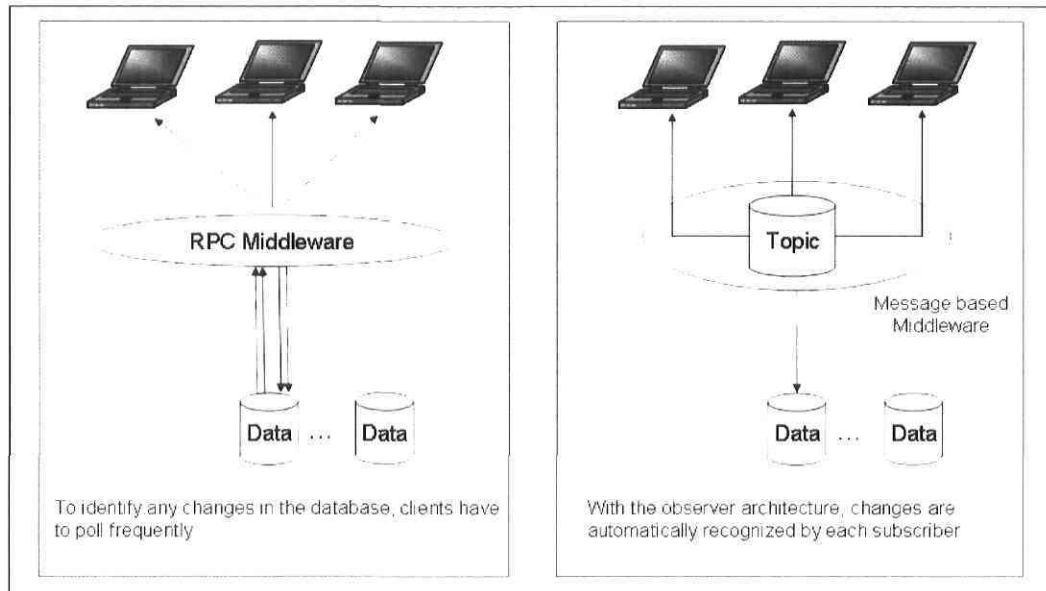 RPC Middleware
Data ... Data
To identify any changes in the database, clients have
to poll frequently
Topic
Message based
Middleware
Data ... Data
With the observer architecture, changes are
automatically recognized by each subscriber